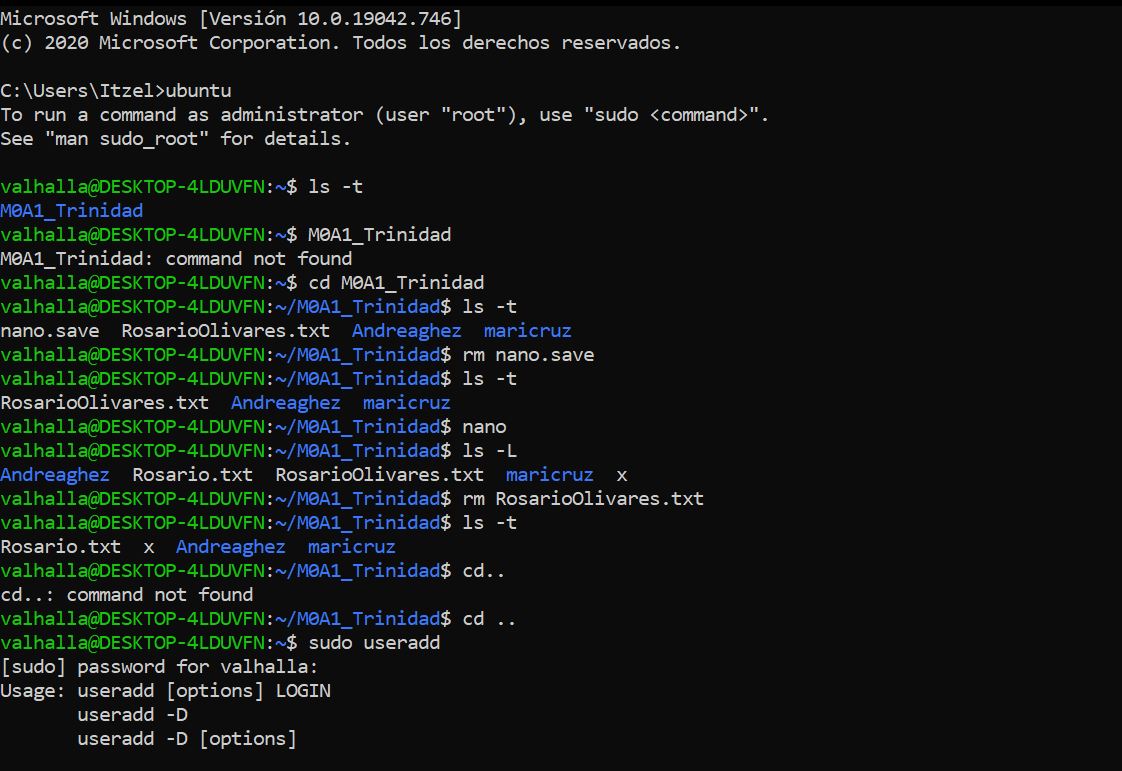 Microsoft Windows [Versión 10.0.19042.746]
(c) 2020 Microsoft Corporation. Todos los derechos reservados.
C:\Users\Itzel>ubuntu
To run a command as administrator (user "root"), use "sudo <command>".
See "man sudo_root" for details.
valhalla@DESKTOP-4LDUVFN:~$ ls -t
M0A1_Trinidad
valhalla@DESKTOP-4LDUVFN:~$ M0A1_Trinidad
M0A1_Trinidad: command not found
valhalla@DESKTOP-4LDUVFN:~$ cd M0A1_Trinidad
valhalla@DESKTOP-4LDUVFN:~/M0A1_Trinidad$ ls -t
nano.save  RosarioOlivares.txt  Andreaghez  maricruz
valhalla@DESKTOP-4LDUVFN:~/M0A1_Trinidad$ rm nano.save
valhalla@DESKTOP-4LDUVFN:~/M0A1_Trinidad$ ls -t
RosarioOlivares.txt  Andreaghez  maricruz
valhalla@DESKTOP-4LDUVFN:~/M0A1_Trinidad$ nano
valhalla@DESKTOP-4LDUVFN:~/M0A1_Trinidad$ ls -L
Andreaghez  Rosario.txt  RosarioOlivares.txt  maricruz  x
valhalla@DESKTOP-4LDUVFN:~/M0A1_Trinidad$ rm RosarioOlivares.txt
valhalla@DESKTOP-4LDUVFN:~/M0A1_Trinidad$ ls -t
Rosario.txt  x  Andreaghez  maricruz
valhalla@DESKTOP-4LDUVFN:~/M0A1_Trinidad$ cd..
cd..: command not found
valhalla@DESKTOP-4LDUVFN:~/M0A1_Trinidad$ cd ..
valhalla@DESKTOP-4LDUVFN:~$ sudo useradd
[sudo] password for valhalla:
Usage: useradd [options] LOGIN
       useradd -D
       useradd -D [options]